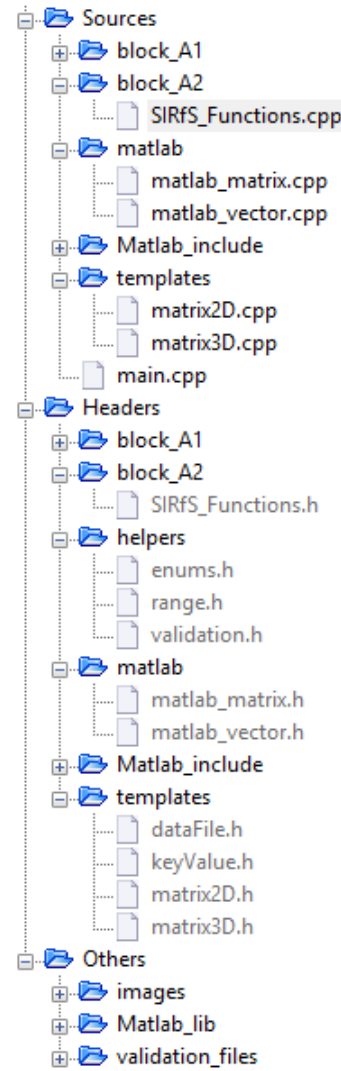 Sources
block_A1
block_A2
SIRfS_Functions.cpp
matlab
matlab_matrix.cpp
matlab_vector.cpp
Matlab_include
templates
matrix2D.cpp
matrix3D.cpp
main.cpp
Headers
block_A1
block_A2
SIRfS_Functions.h
helpers
enums.h
range.h
validation.h
matlab
matlab_matrix.h
matlab_vector.h
Matlab_include
templates
dataFile.h
keyValue.h
matrix2D.h
matrix3D.h
Others
images
Matlab_lib
validation_files